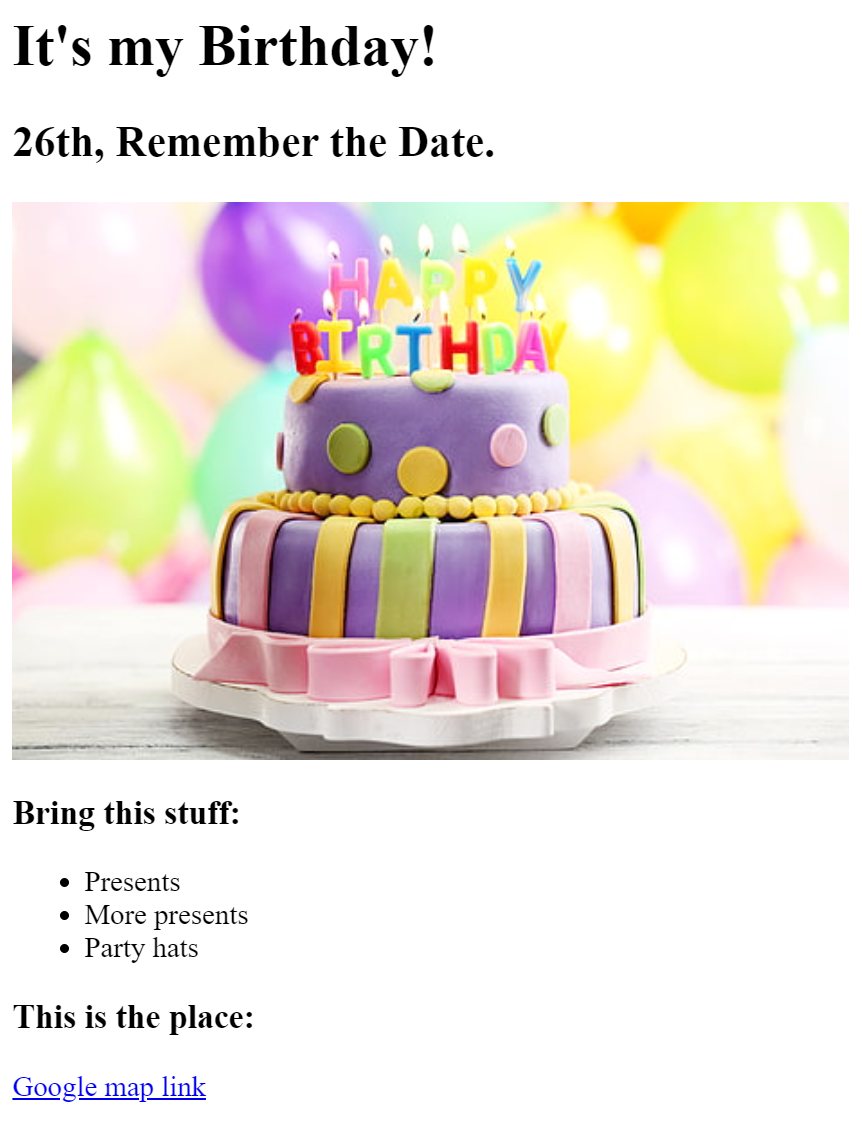 It's my Birthday!
26th, Remember the Date.
HAPPY
BIRTHDAY
Bring this stuff:
Presents
More presents
Party hats
This is the place:
Google map link